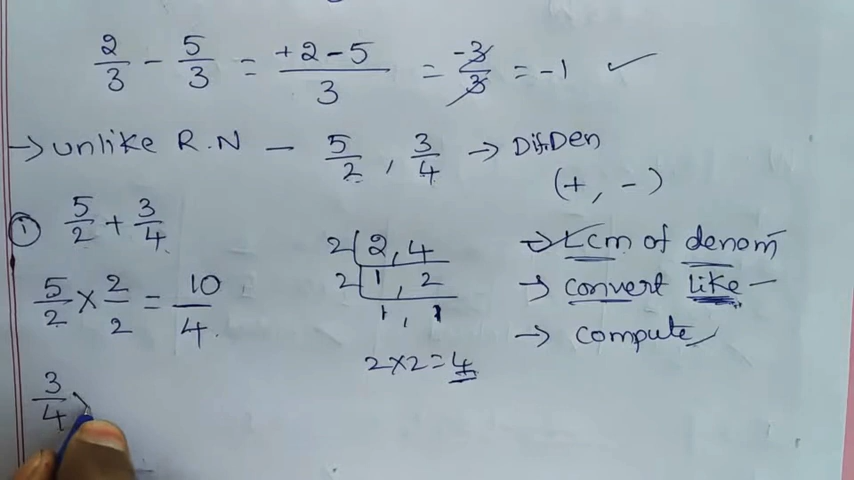 2/3 - 5/3 = +2-5/3 = -3/3 = -1 ✓
→ unlike R.N - 5/2, 3/4 → Dif.Den
(+, -)
① 5/2 + 3/4
5/2 × 2/2 = 10/4
3/4 ×
2 | 2, 4
2 | 1, 2
1, 1
2×2=4
→ Lcm of denom
→ convert like -
→ compute